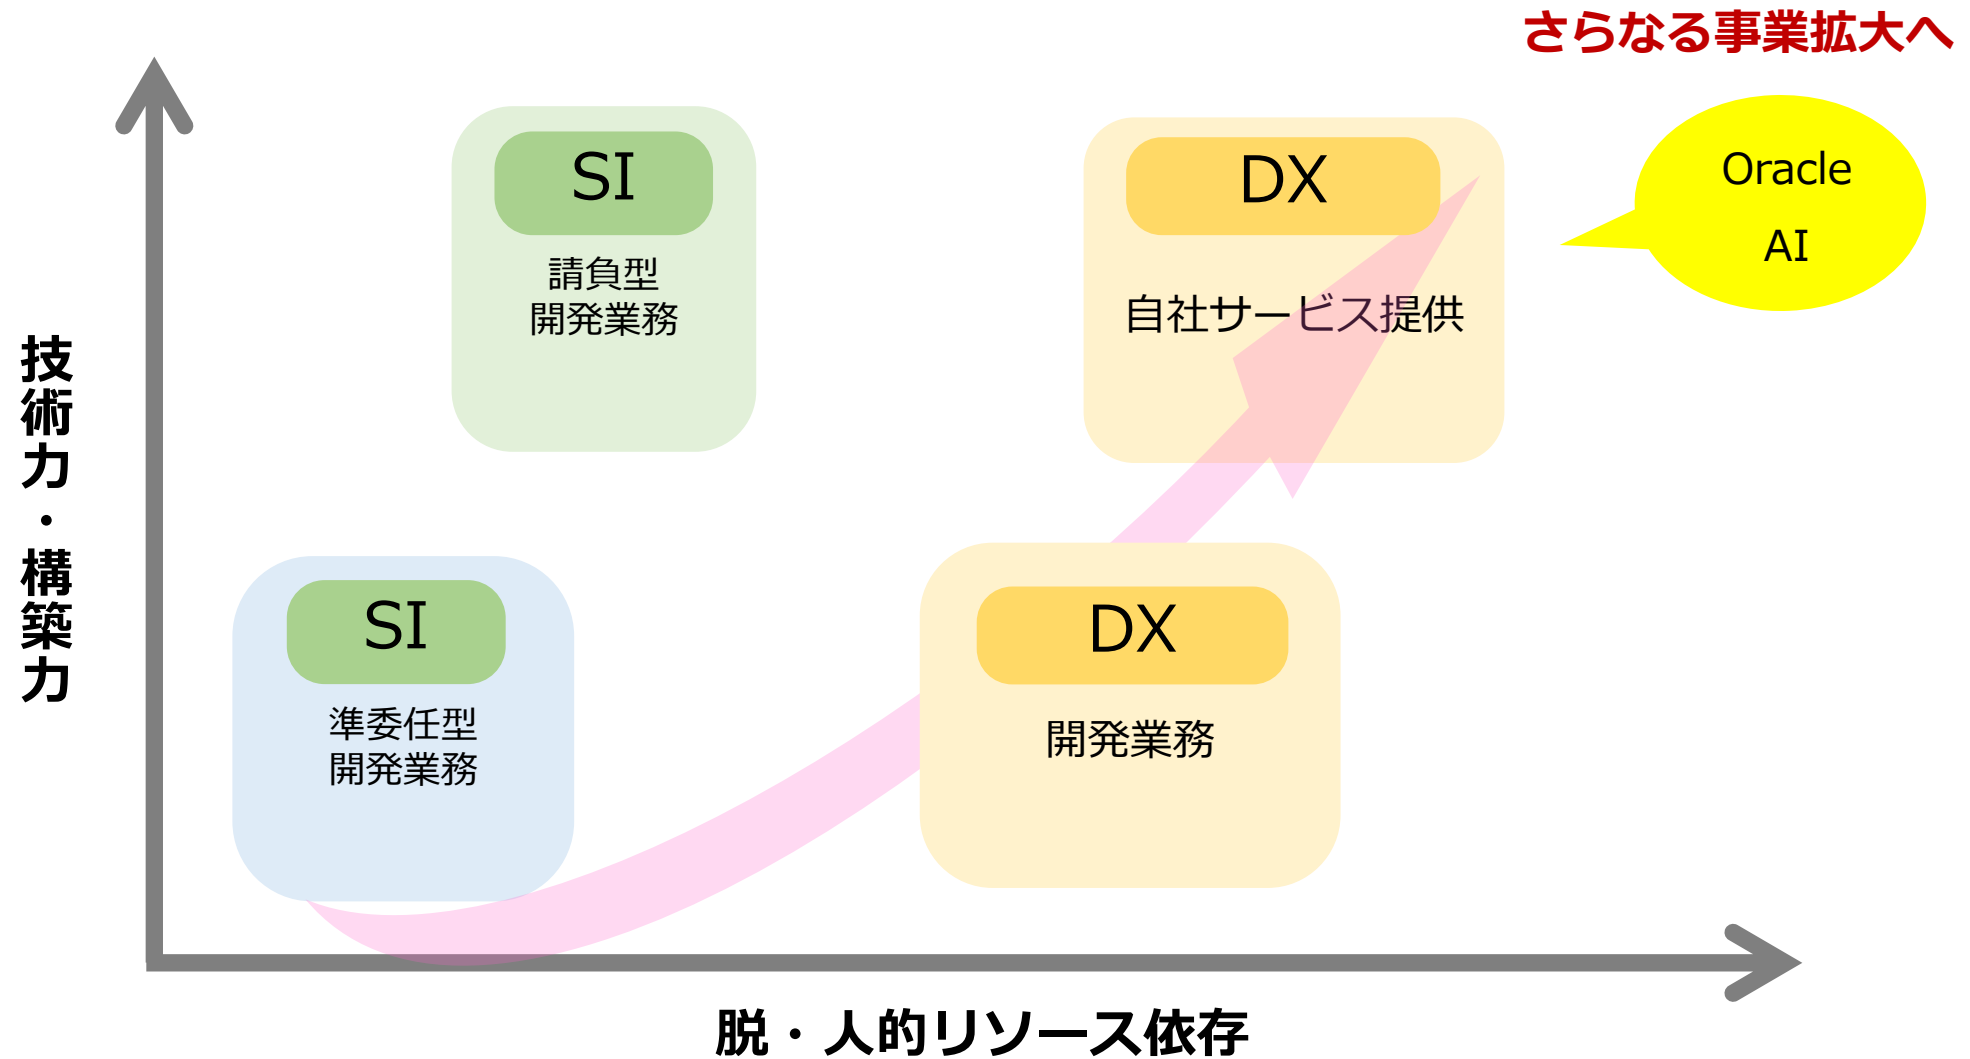 さらなる事業拡大へ
SI
請負型
開発業務
DX
自社サービス提供
Oracle
AI
技術力・構築力
SI
準委任型
開発業務
DX
開発業務
脱・人的リソース依存